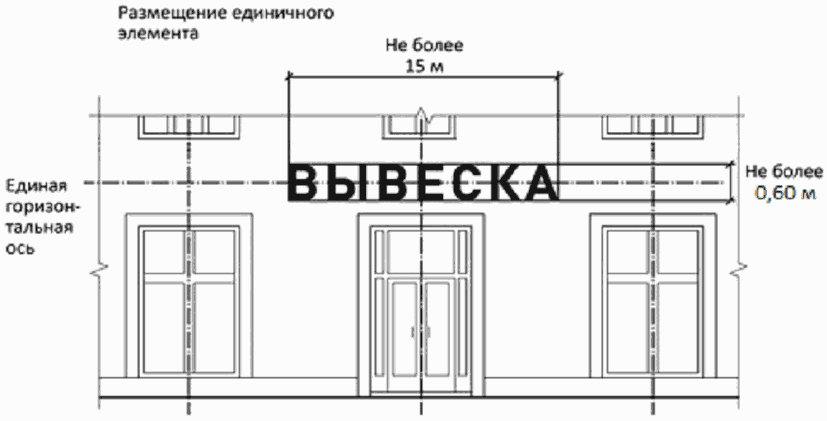 Размещение единичного
элемента
Не более
15 м
ВЫВЕСКА
Не более
0,60 м
Единая
горизон-
тальная
ось